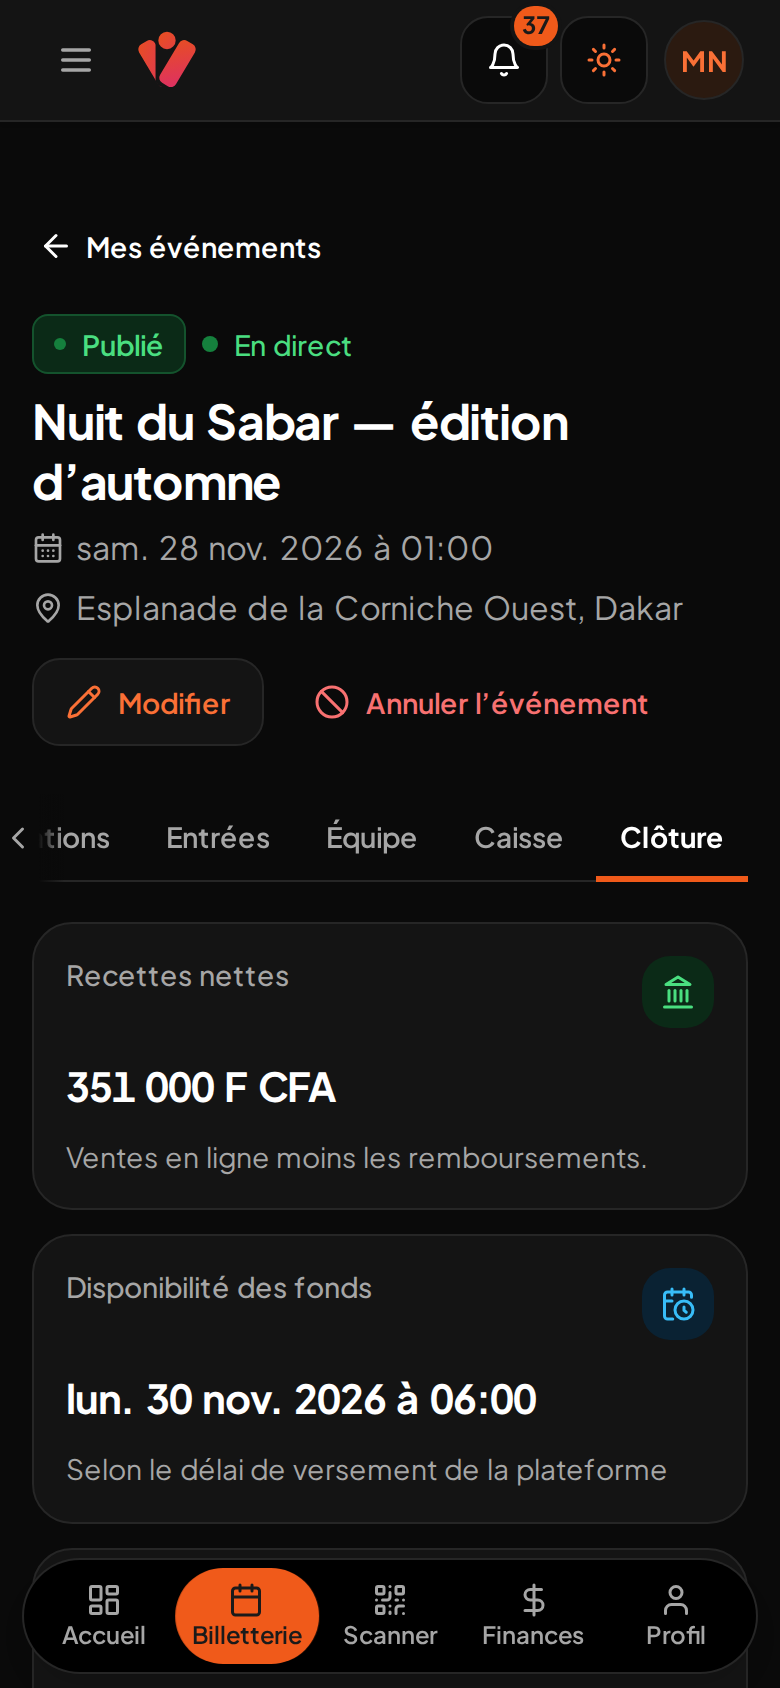 37
MN
Mes événements
Publié
En direct
Nuit du Sabar — édition
d’automne
sam. 28 nov. 2026 à 01:00
Esplanade de la Corniche Ouest, Dakar
Modifier
Annuler l’événement
tions
Entrées
Équipe
Caisse
Clôture
Recettes nettes
351 000 F CFA
Ventes en ligne moins les remboursements.
Disponibilité des fonds
lun. 30 nov. 2026 à 06:00
Selon le délai de versement de la plateforme
Accueil
Billetterie
Scanner
Finances
Profil